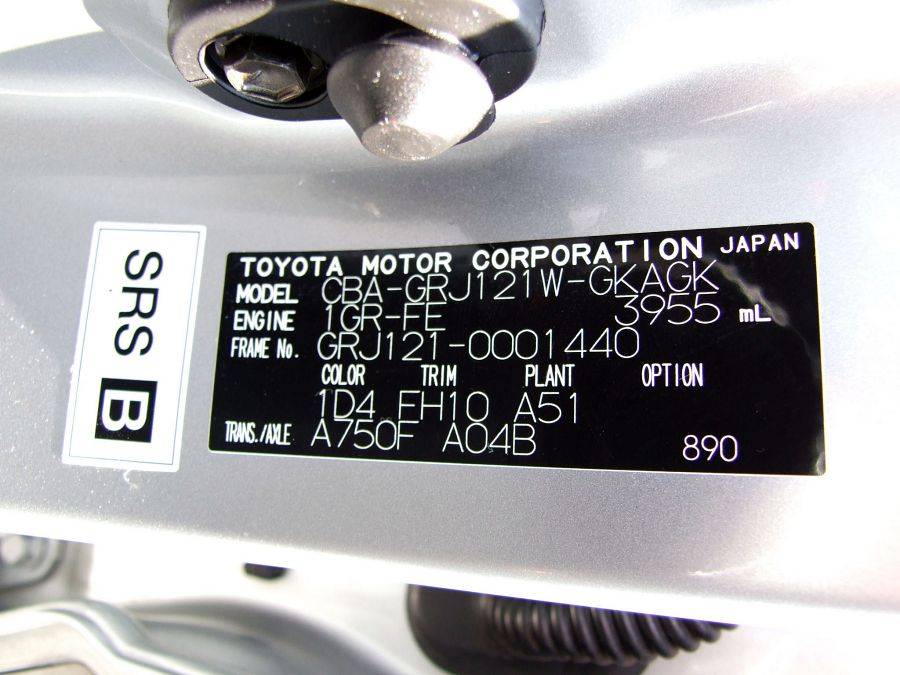 SRS B
TOYOTA MOTOR CORPORATION JAPAN
MODEL CBA-GRJ121W-GKAGK
ENGINE 1GR-FE 3955 mL
FRAME No. GRJ121-0001440
COLOR TRIM PLANT OPTION
1D4 FH10 A51
TRANS./AXLE A750F A04B 890